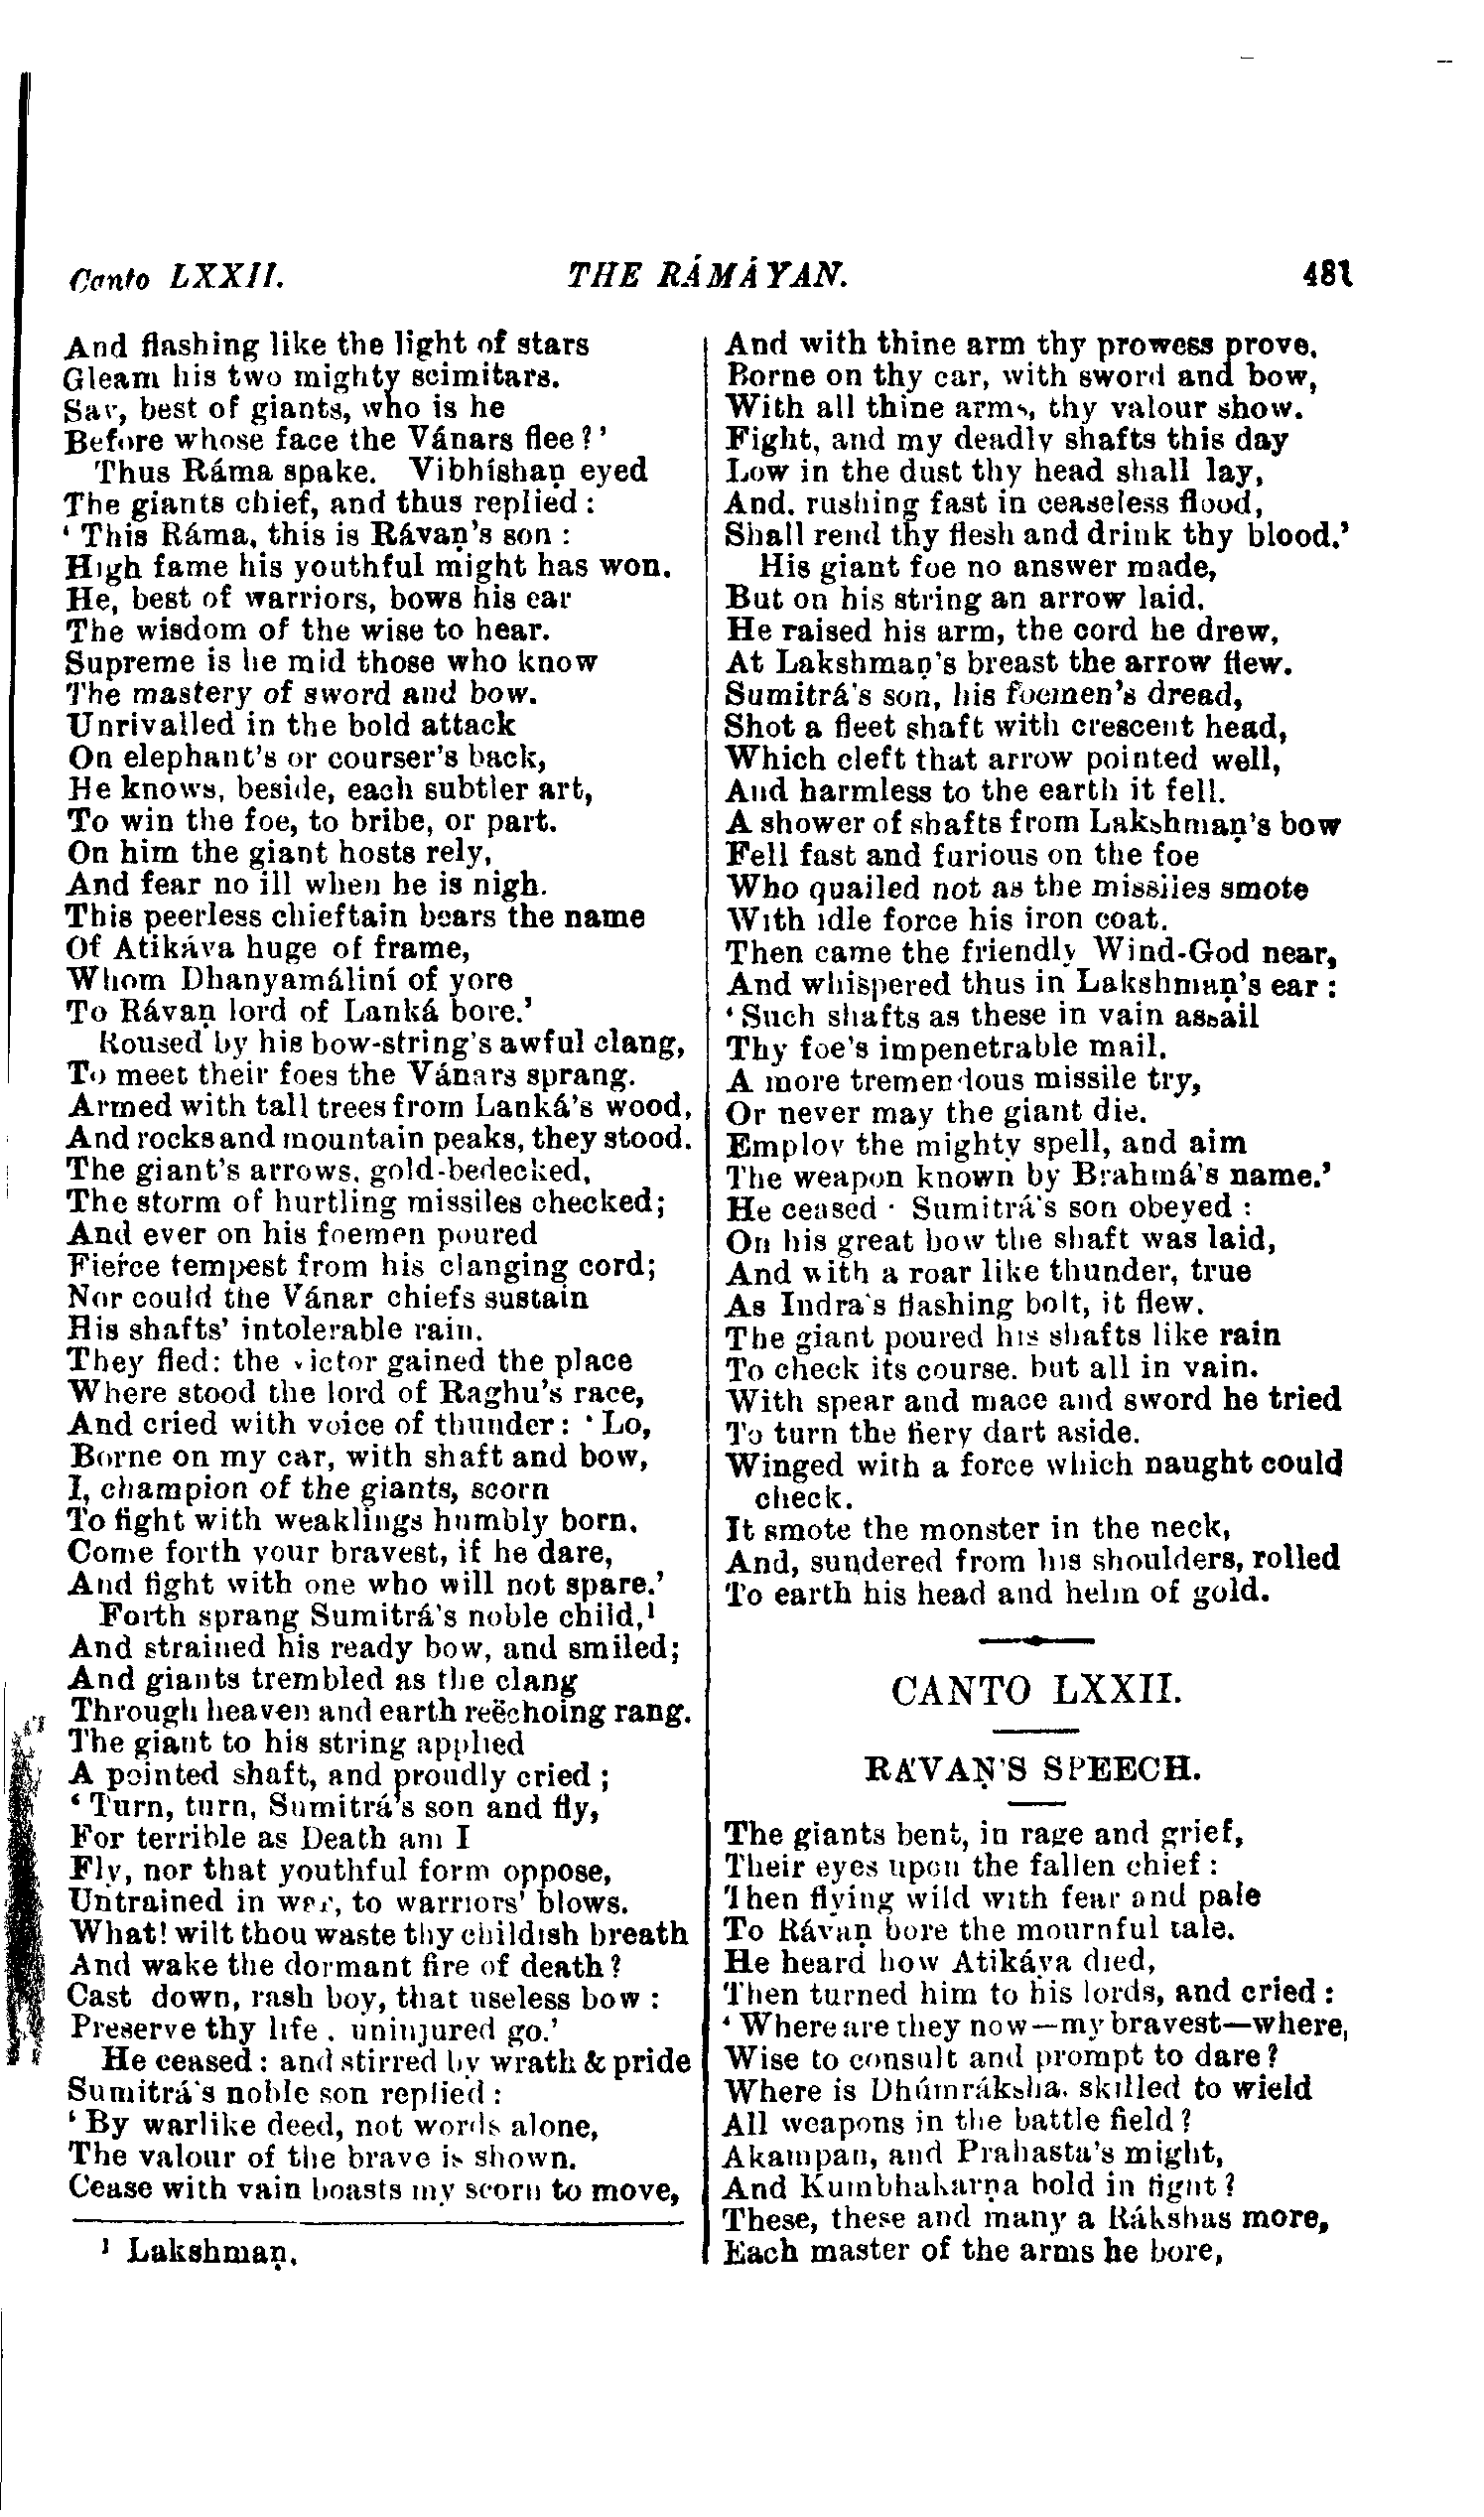 Canto LXXII. THE RÁMÁYAN. 481
And flashing like the light of stars
Gleam his two mighty scimitars.
Say, best of giants, who is he
Before whose face the Vánars flee?'
Thus Ráma spake. Vibhíshaṇ eyed
The giants chief, and thus replied:
'This Ráma, this is Rávaṇ's son:
High fame his youthful might has won.
He, best of warriors, bows his ear
The wisdom of the wise to hear.
Supreme is he mid those who know
The mastery of sword and bow.
Unrivalled in the bold attack
On elephant's or courser's back,
He knows, beside, each subtler art,
To win the foe, to bribe, or part.
On him the giant hosts rely,
And fear no ill when he is nigh.
This peerless chieftain bears the name
Of Atikáya huge of frame,
Whom Dhanyamáliní of yore
To Rávaṇ lord of Lanká bore.'
Roused by his bow-string's awful clang,
To meet their foes the Vánars sprang.
Armed with tall trees from Lanká's wood,
And rocks and mountain peaks, they stood.
The giant's arrows, gold-bedecked,
The storm of hurtling missiles checked;
And ever on his foemen poured
Fierce tempest from his clanging cord;
Nor could the Vánar chiefs sustain
His shafts' intolerable rain.
They fled: the victor gained the place
Where stood the lord of Raghu's race,
And cried with voice of thunder: 'Lo,
Borne on my car, with shaft and bow,
I, champion of the giants, scorn
To fight with weaklings humbly born.
Come forth your bravest, if he dare,
And fight with one who will not spare.'
Forth sprang Sumitrá's noble child,¹
And strained his ready bow, and smiled;
And giants trembled as the clang
Through heaven and earth reëchoing rang.
The giant to his string applied
A pointed shaft, and proudly cried;
'Turn, turn, Sumitrá's son and fly,
For terrible as Death am I
Fly, nor that youthful form oppose,
Untrained in war, to warriors' blows.
What! wilt thou waste thy childish breath
And wake the dormant fire of death?
Cast down, rash boy, that useless bow:
Preserve thy life. uninjured go.'
He ceased: and stirred by wrath & pride
Sumitrá's noble son replied:
'By warlike deed, not words alone,
The valour of the brave is shown.
Cease with vain boasts my scorn to move,
¹ Lakshmaṇ.
And with thine arm thy prowess prove.
Borne on thy car, with sword and bow,
With all thine arms, thy valour show.
Fight, and my deadly shafts this day
Low in the dust thy head shall lay,
And, rushing fast in ceaseless flood,
Shall rend thy flesh and drink thy blood.'
His giant foe no answer made,
But on his string an arrow laid.
He raised his arm, the cord he drew,
At Lakshmaṇ's breast the arrow flew.
Sumitrá's son, his foemen's dread,
Shot a fleet shaft with crescent head,
Which cleft that arrow pointed well,
And harmless to the earth it fell.
A shower of shafts from Lakshmaṇ's bow
Fell fast and furious on the foe
Who quailed not as the missiles smote
With idle force his iron coat.
Then came the friendly Wind-God near,
And whispered thus in Lakshmaṇ's ear:
'Such shafts as these in vain assail
Thy foe's impenetrable mail.
A more tremendous missile try,
Or never may the giant die.
Employ the mighty spell, and aim
The weapon known by Brahmá's name.'
He ceased · Sumitrá's son obeyed:
On his great bow the shaft was laid,
And with a roar like thunder, true
As Indra's flashing bolt, it flew.
The giant poured his shafts like rain
To check its course. but all in vain.
With spear and mace and sword he tried
To turn the fiery dart aside.
Winged with a force which naught could
check.
It smote the monster in the neck,
And, sundered from his shoulders, rolled
To earth his head and helm of gold.
CANTO LXXII.
RÁVAṆ'S SPEECH.
The giants bent, in rage and grief,
Their eyes upon the fallen chief:
Then flying wild with fear and pale
To Rávaṇ bore the mournful tale.
He heard how Atikáya died,
Then turned him to his lords, and cried:
'Where are they now—my bravest—where,
Wise to consult and prompt to dare?
Where is Dhúmráksha, skilled to wield
All weapons in the battle field?
Akampan, and Prahasta's might,
And Kumbhakarṇa bold in fight?
These, these and many a Rákshas more,
Each master of the arms he bore,